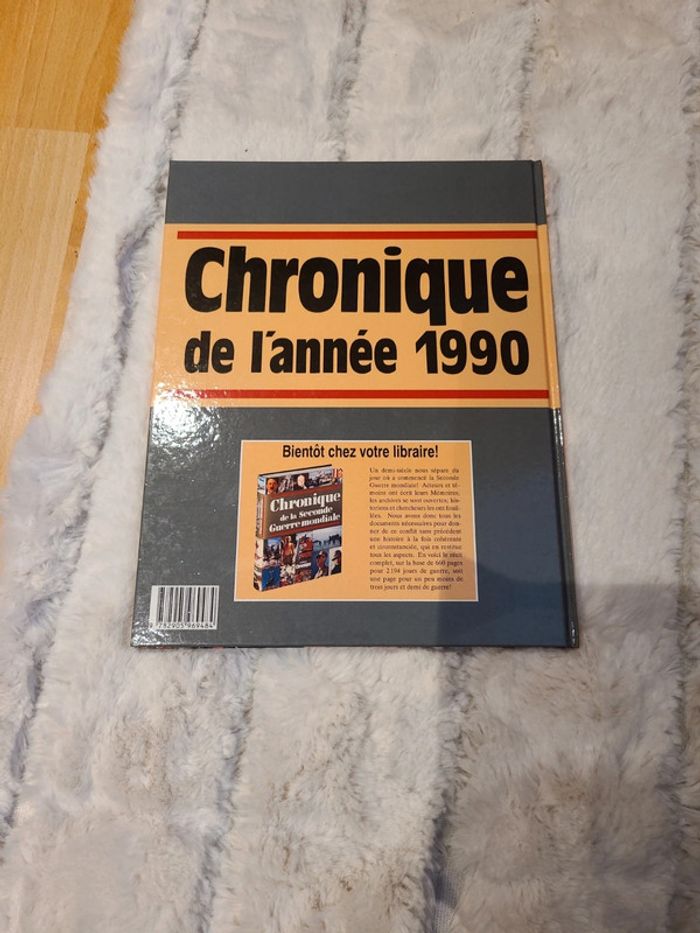 Chronique
de l'année 1990
Bientôt chez votre libraire!
Chronique
de la Seconde
Guerre mondiale
Un demi-siècle nous sépare du
jour où a commencé la Seconde
Guerre mondiale! Acteurs et té-
moins ont écrit leurs Mémoires,
les archives se sont ouvertes, his-
toriens et chercheurs les ont fouil-
lées. Nous avons donc tous les
documents nécessaires pour don-
ner de ce conflit sans précédent
une histoire à la fois cohérente
et circonstanciée, qui en restitue
tous les aspects. En voici le récit
complet, sur la base de 660 pages
pour 2194 jours de guerre, soit
une page pour un peu moins de
trois jours et demi de guerre!
9 782905 969484